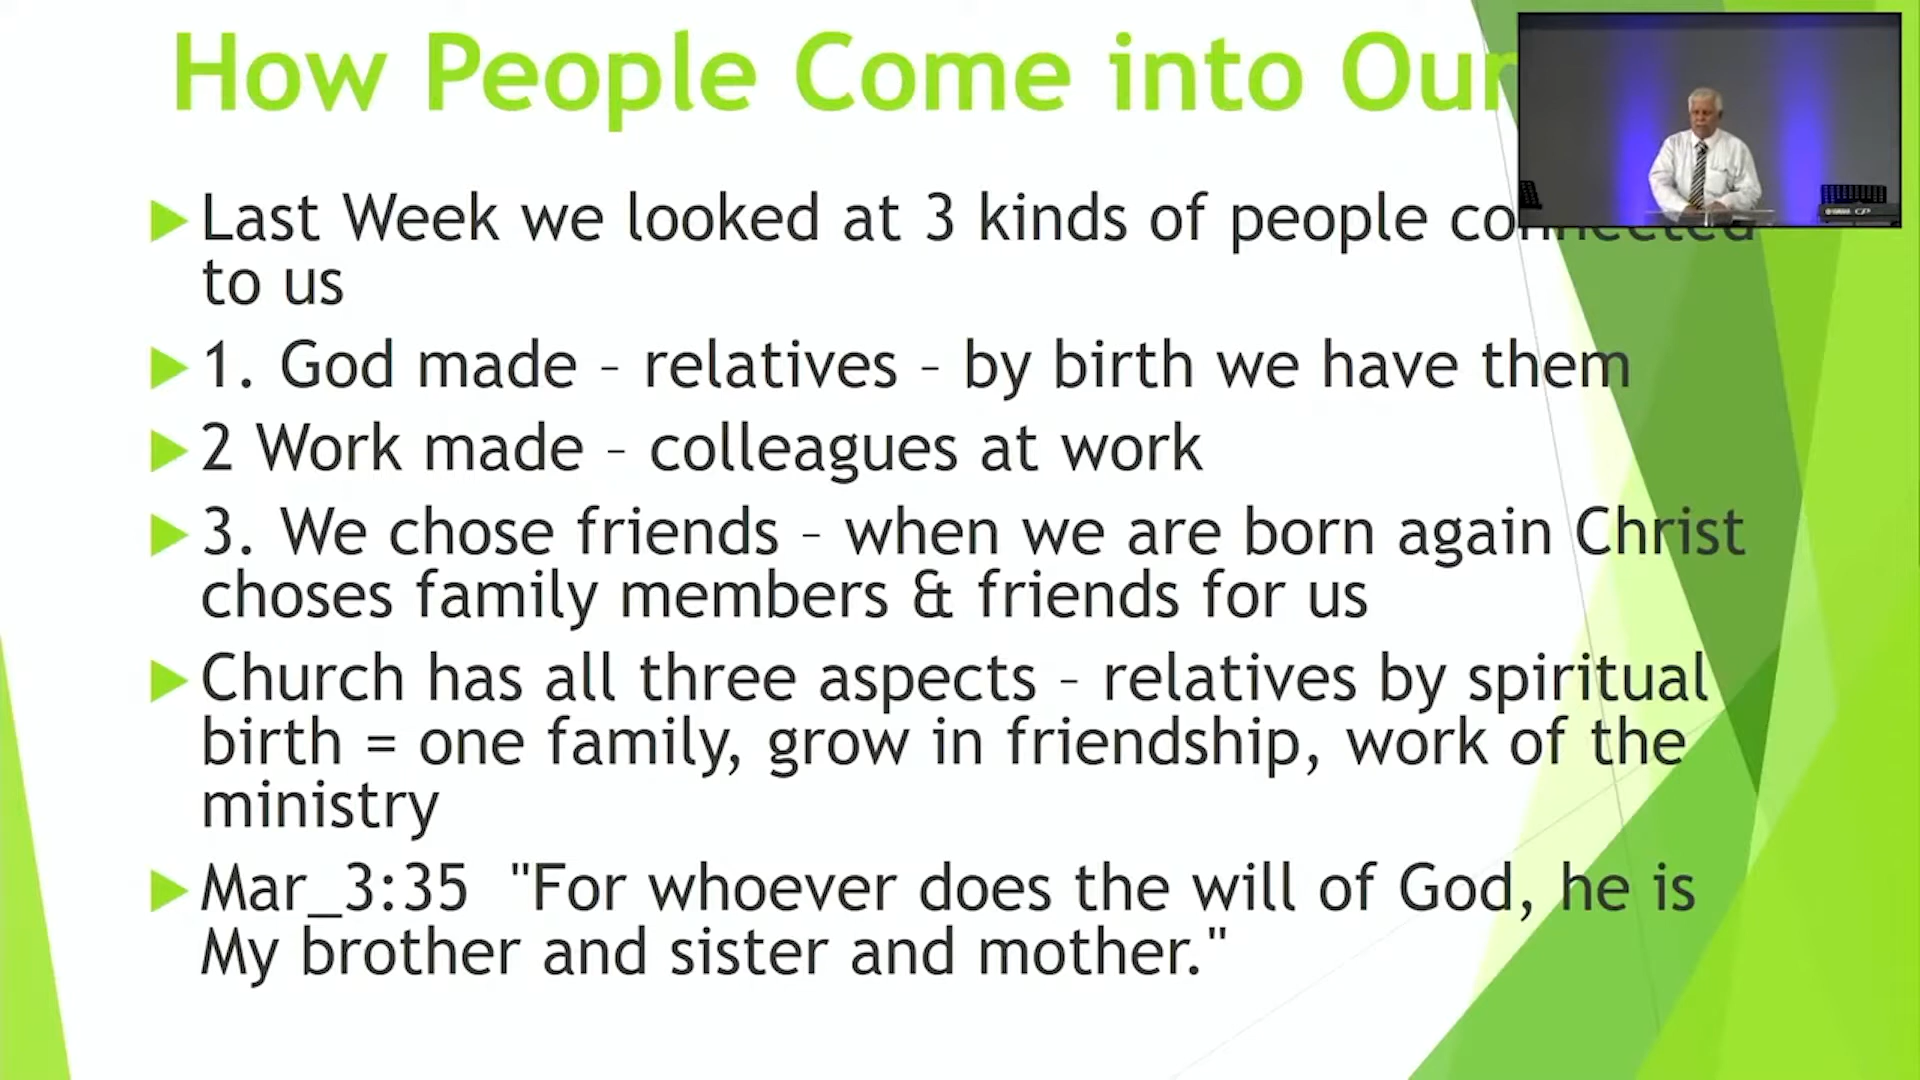 How People Come into Our
Last Week we looked at 3 kinds of people connected
to us
1. God made – relatives – by birth we have them
2 Work made – colleagues at work
3. We chose friends – when we are born again Christ
choses family members & friends for us
Church has all three aspects – relatives by spiritual
birth = one family, grow in friendship, work of the
ministry
Mar_3:35 "For whoever does the will of God, he is
My brother and sister and mother."
YAMAHA CP